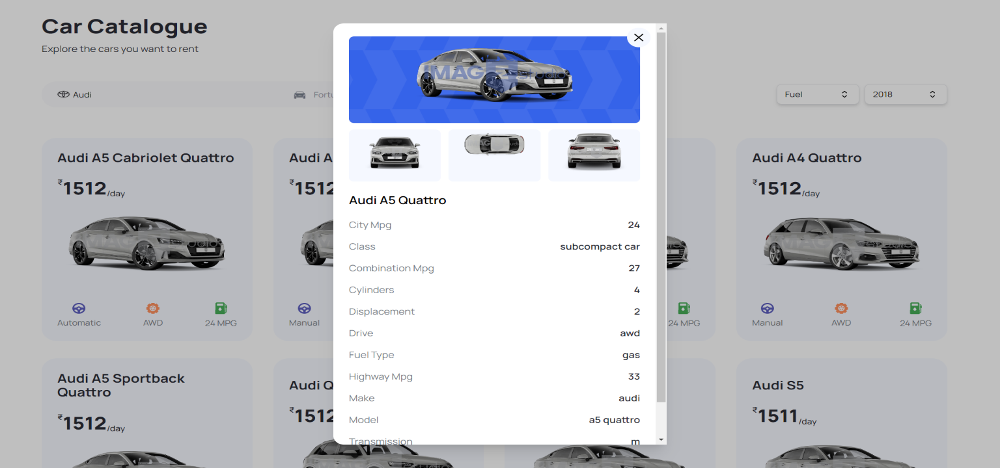 Car Catalogue
Explore the cars you want to rent
Audi
Fortu
Fuel
2018
Audi A5 Cabriolet Quattro
₹1512/day
Automatic
AWD
24 MPG
Audi A
₹1512
Manual
24 MPG
Audi A4 Quattro
₹1512/day
Manual
AWD
24 MPG
Audi A5 Sportback
Quattro
₹1512/day
Audi Q
₹1512
Audi S5
₹1511/day
IMAG
studio
Audi A5 Quattro
City Mpg 24
Class subcompact car
Combination Mpg 27
Cylinders 4
Displacement 2
Drive awd
Fuel Type gas
Highway Mpg 33
Make audi
Model a5 quattro
Transmission m